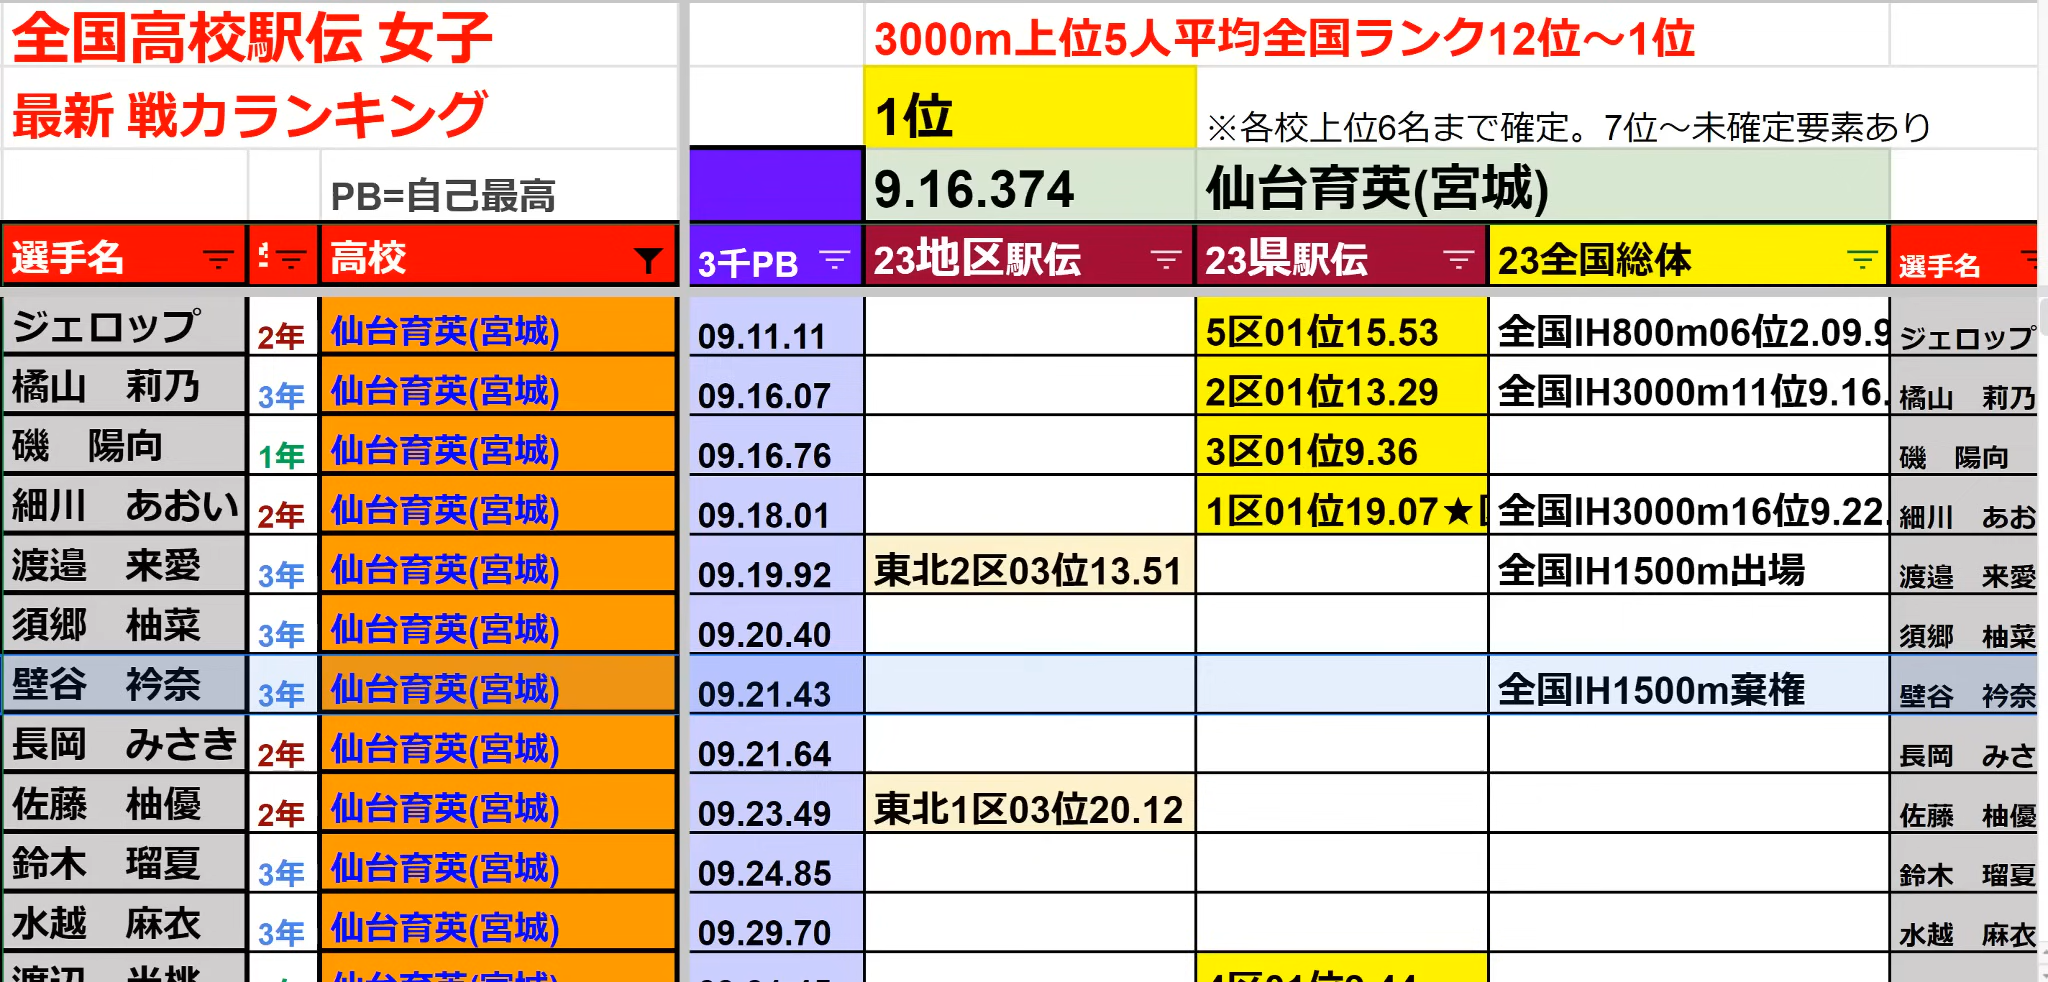 全国高校駅伝 女子 3000m上位5人平均全国ランク12位～1位
最新 戦力ランキング 1位 ※各校上位6名まで確定。7位～未確定要素あり
PB=自己最高 9.16.374 仙台育英(宮城)
選手名 高校 3千PB 23地区駅伝 23県駅伝 23全国総体 選手名
ジェロップ 2年 仙台育英(宮城) 09.11.11 5区01位15.53 全国IH800m06位2.09.9 ジェロップ
橘山 莉乃 3年 仙台育英(宮城) 09.16.07 2区01位13.29 全国IH3000m11位9.16. 橘山 莉乃
磯 陽向 1年 仙台育英(宮城) 09.16.76 3区01位9.36 磯 陽向
細川 あおい 2年 仙台育英(宮城) 09.18.01 1区01位19.07★ 全国IH3000m16位9.22. 細川 あお
渡邉 来愛 3年 仙台育英(宮城) 09.19.92 東北2区03位13.51 全国IH1500m出場 渡邉 来愛
須郷 柚菜 3年 仙台育英(宮城) 09.20.40 須郷 柚菜
壁谷 衿奈 3年 仙台育英(宮城) 09.21.43 全国IH1500m棄権 壁谷 衿奈
長岡 みさき 2年 仙台育英(宮城) 09.21.64 長岡 みさ
佐藤 柚優 2年 仙台育英(宮城) 09.23.49 東北1区03位20.12 佐藤 柚優
鈴木 瑠夏 3年 仙台育英(宮城) 09.24.85 鈴木 瑠夏
水越 麻衣 3年 仙台育英(宮城) 09.29.70 水越 麻衣
渡辺 光桃 仙台育英(宮城) 4区01位9.44